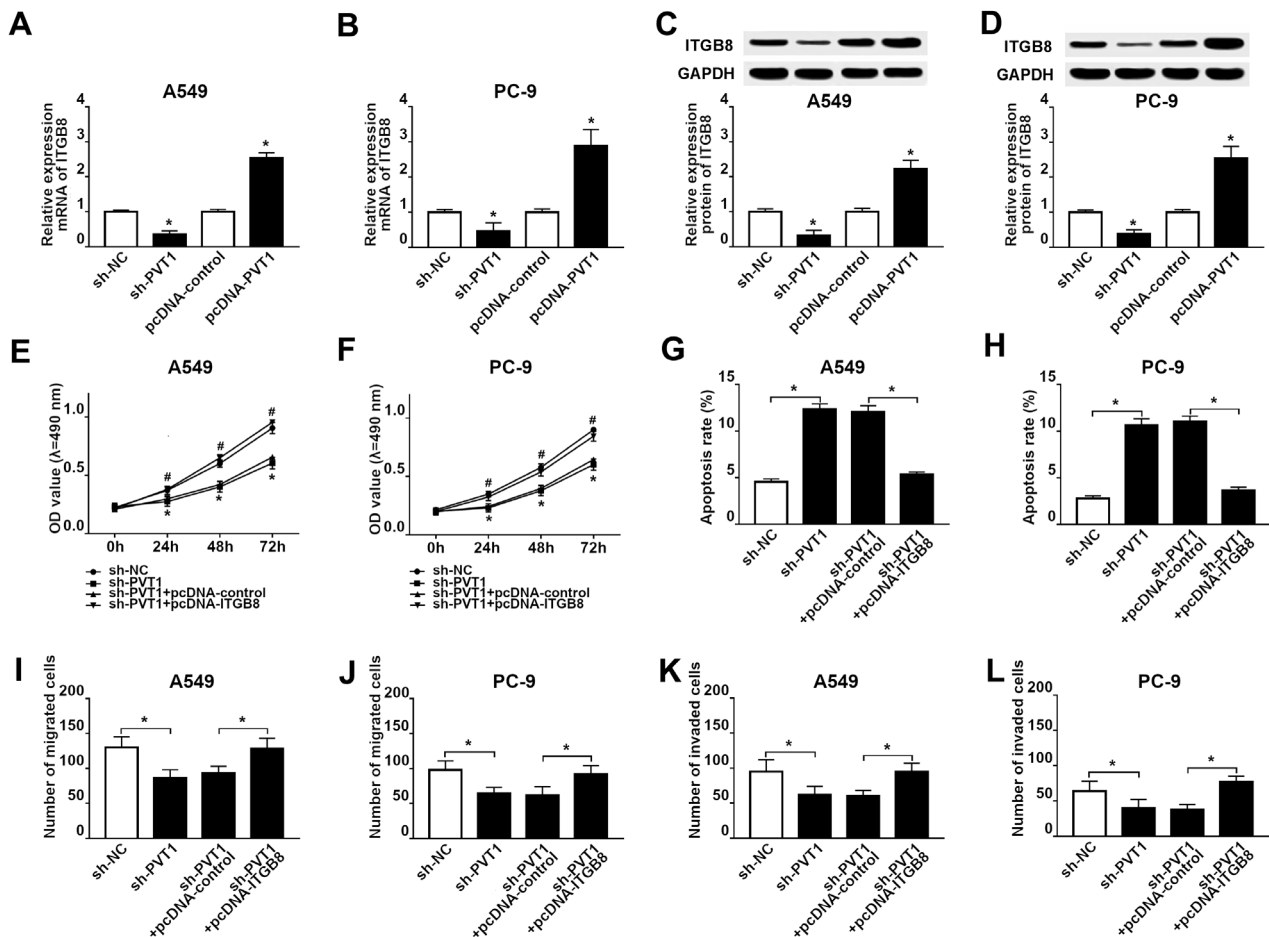 A
A549
Relative expression
mRNA of ITGB8
4
3
2
1
0
*
*
sh-NC
sh-PVT1
pcDNA-control
pcDNA-PVT1
B
PC-9
Relative expression
mRNA of ITGB8
4
3
2
1
0
*
*
sh-NC
sh-PVT1
pcDNA-control
pcDNA-PVT1
C
ITGB8
GAPDH
A549
Relative expression
protein of ITGB8
4
3
2
1
0
*
*
sh-NC
sh-PVT1
pcDNA-control
pcDNA-PVT1
D
ITGB8
GAPDH
PC-9
Relative expression
protein of ITGB8
4
3
2
1
0
*
*
sh-NC
sh-PVT1
pcDNA-control
pcDNA-PVT1
E
A549
OD value (λ=490 nm)
1.0
0.5
0.0
#
#
#
*
*
*
0h 24h 48h 72h
sh-NC
sh-PVT1
sh-PVT1+pcDNA-control
sh-PVT1+pcDNA-ITGB8
F
PC-9
OD value (λ=490 nm)
1.0
0.5
0.0
#
#
#
*
*
*
0h 24h 48h 72h
sh-NC
sh-PVT1
sh-PVT1+pcDNA-control
sh-PVT1+pcDNA-ITGB8
G
A549
Apoptosis rate (%)
15
10
5
0
*
*
sh-NC
sh-PVT1
sh-PVT1
+pcDNA-control
sh-PVT1
+pcDNA-ITGB8
H
PC-9
Apoptosis rate (%)
15
10
5
0
*
*
sh-NC
sh-PVT1
sh-PVT1
+pcDNA-control
sh-PVT1
+pcDNA-ITGB8
I
A549
Number of migrated cells
200
150
100
50
0
*
*
sh-NC
sh-PVT1
sh-PVT1
+pcDNA-control
sh-PVT1
+pcDNA-ITGB8
J
PC-9
Number of migrated cells
200
150
100
50
0
*
*
sh-NC
sh-PVT1
sh-PVT1
+pcDNA-control
sh-PVT1
+pcDNA-ITGB8
K
A549
Number of invaded cells
200
150
100
50
0
*
*
sh-NC
sh-PVT1
sh-PVT1
+pcDNA-control
sh-PVT1
+pcDNA-ITGB8
L
PC-9
Number of invaded cells
200
150
100
50
0
*
*
sh-NC
sh-PVT1
sh-PVT1
+pcDNA-control
sh-PVT1
+pcDNA-ITGB8